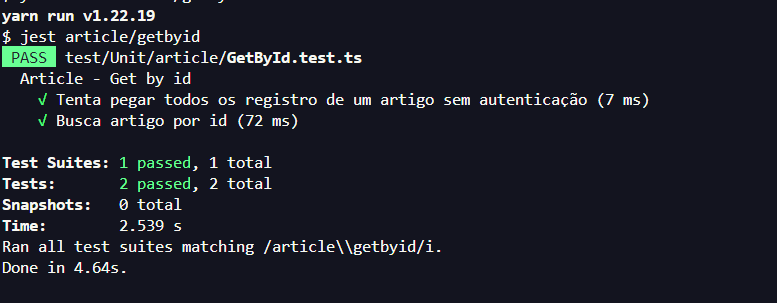 yarn run v1.22.19
$ jest article/getbyid
PASS test/Unit/article/GetById.test.ts
Article - Get by id
√ Tenta pegar todos os registro de um artigo sem autenticação (7 ms)
√ Busca artigo por id (72 ms)
Test Suites: 1 passed, 1 total
Tests: 2 passed, 2 total
Snapshots: 0 total
Time: 2.539 s
Ran all test suites matching /article\\getbyid/i.
Done in 4.64s.